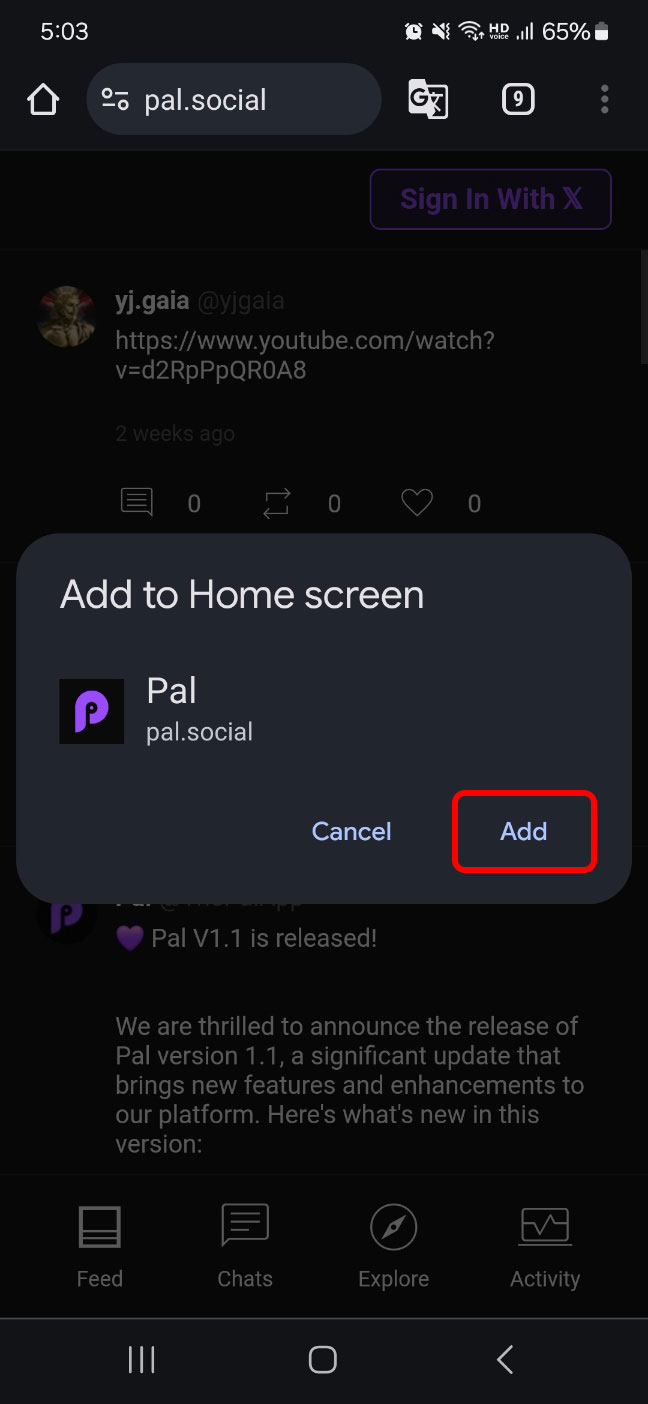 5:03
HD
voice
65%
pal.social
9
Sign In With 𝕏
yj.gaia @yjgaia
https://www.youtube.com/watch?
v=d2RpPpQR0A8
2 weeks ago
0 0 0
Add to Home screen
Pal
pal.social
Cancel Add
💜 Pal V1.1 is released!
We are thrilled to announce the release of
Pal version 1.1, a significant update that
brings new features and enhancements to
our platform. Here's what's new in this
version:
Feed Chats Explore Activity